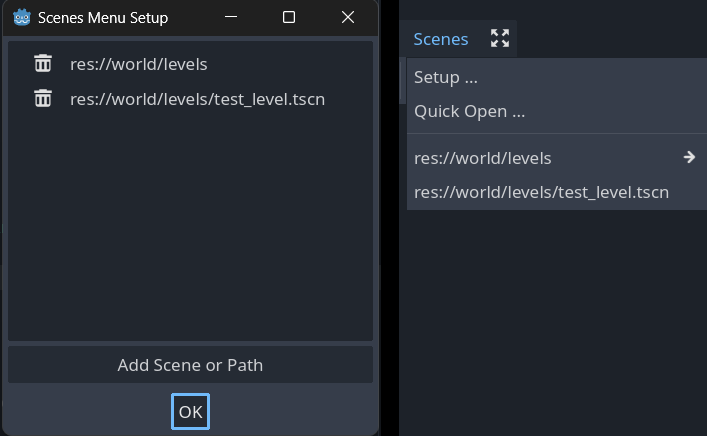 Scenes Menu Setup
res://world/levels
res://world/levels/test_level.tscn
Add Scene or Path
OK
Scenes
Setup ...
Quick Open ...
res://world/levels
res://world/levels/test_level.tscn